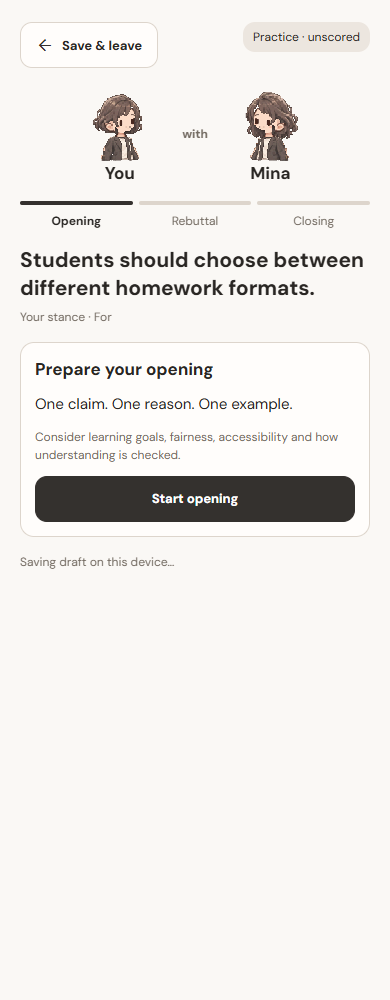 ← Save & leave
Practice · unscored
with
You
Mina
Opening
Rebuttal
Closing
Students should choose between
different homework formats.
Your stance · For
Prepare your opening
One claim. One reason. One example.
Consider learning goals, fairness, accessibility and how
understanding is checked.
Start opening
Saving draft on this device…